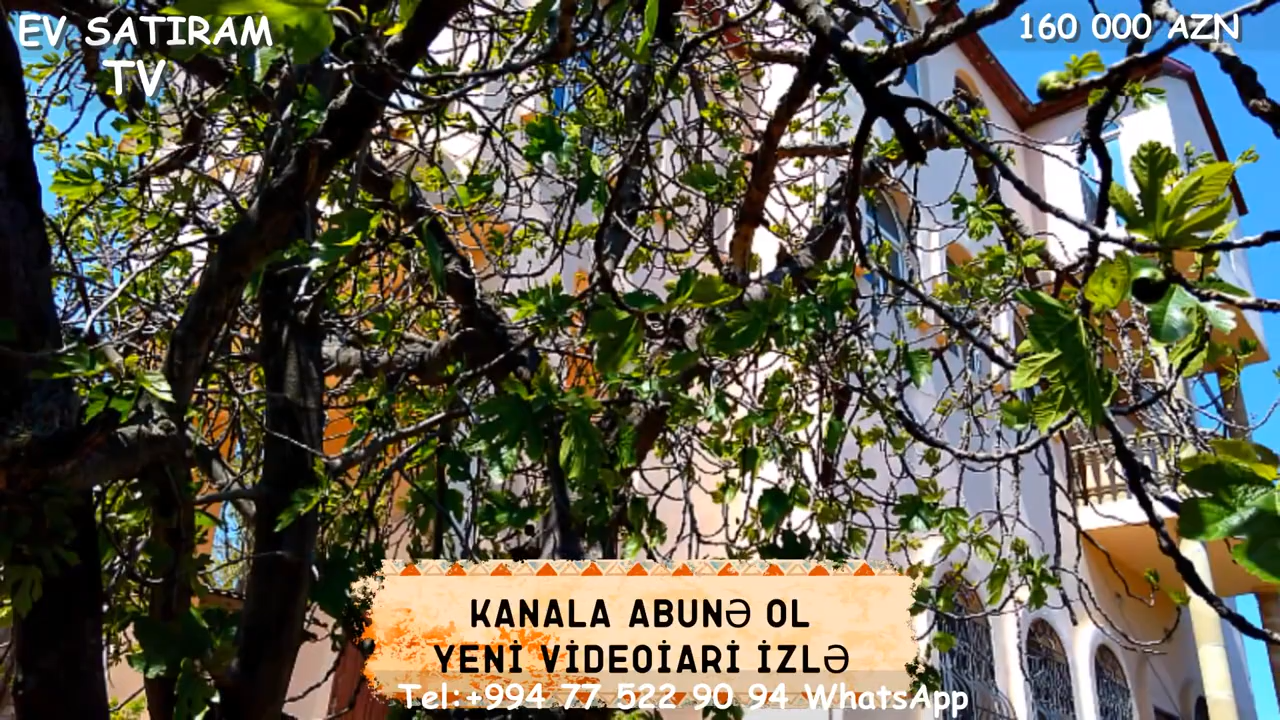 EV SATIRAM
TV
160 000 AZN
KANALA ABUNƏ OL
YENİ VİDEOİARİ İZLƏ
Tel:+994 77 522 90 94 WhatsApp